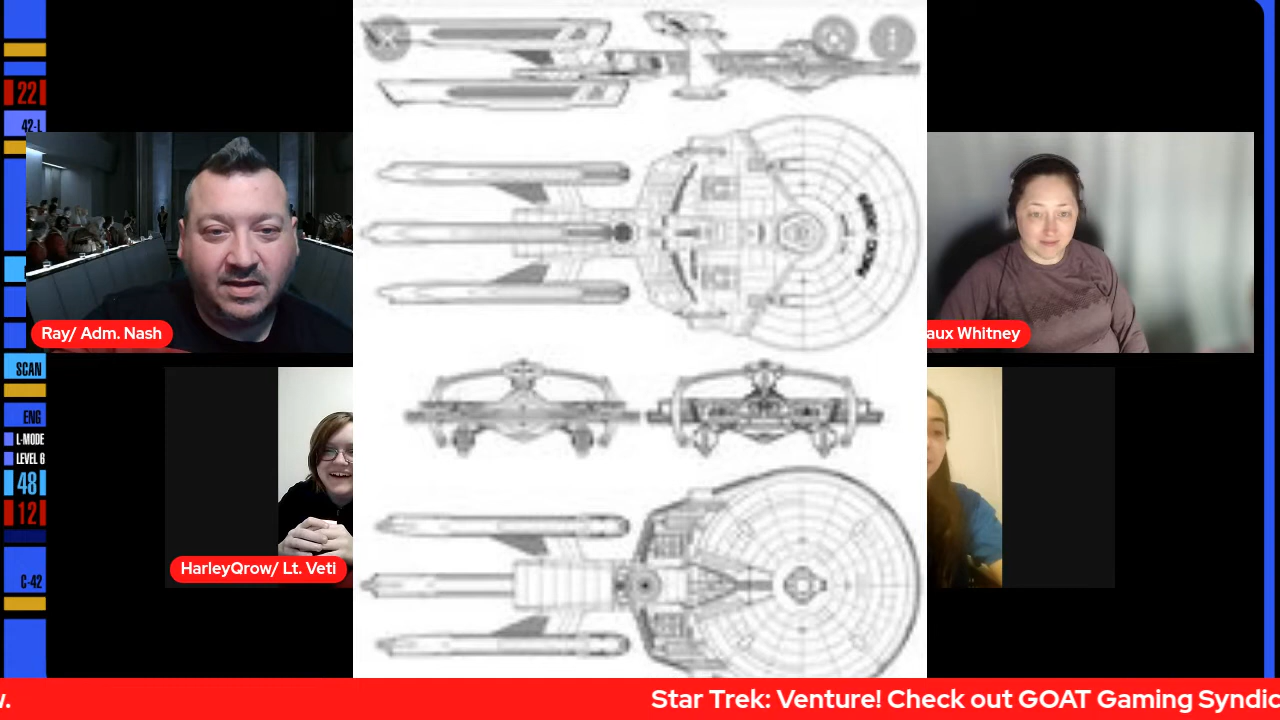 22
42-L
Ray/ Adm. Nash
aux Whitney
SCAN
ENG
L-MODE
LEVEL 6
48
12
HarleyQrow/ Lt. Veti
C-42
w.
Star Trek: Venture! Check out GOAT Gaming Syndic